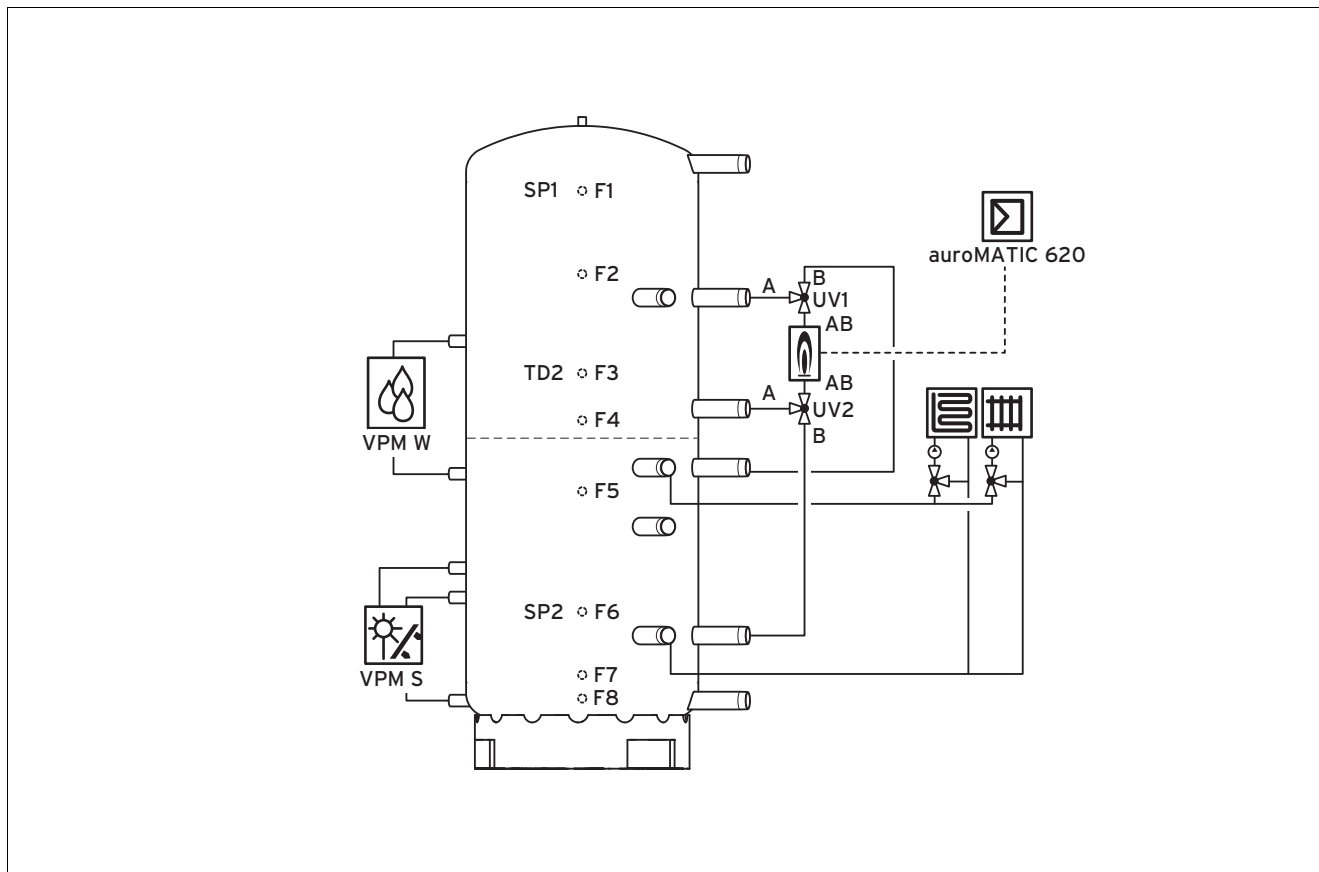 SP1 F1
auroMATIC 620
F2
B
A
UV1
AB
TD2 F3
AB
A
UV2
F4
B
VPM W
F5
SP2 F6
F7
VPM S
F8